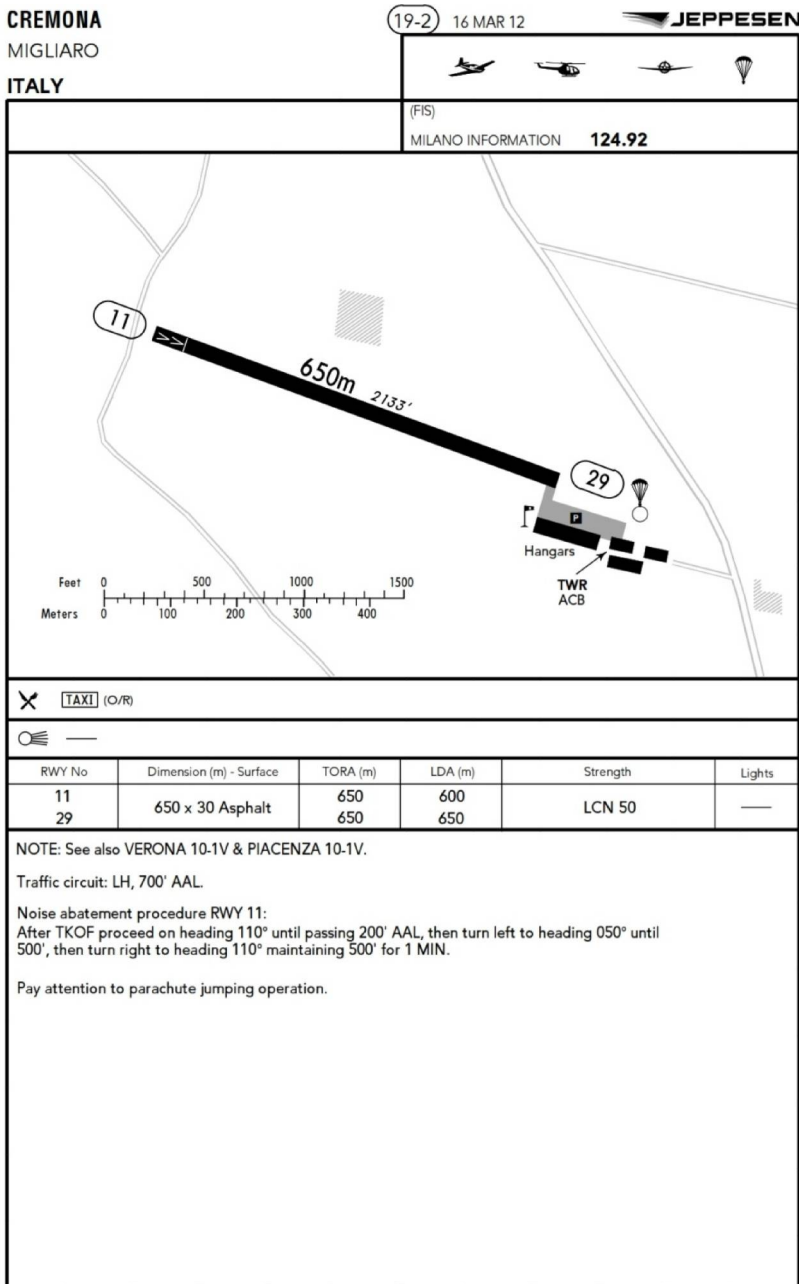 CREMONA
19-2 16 MAR 12
JEPPESEN
MIGLIARO
ITALY
(FIS)
MILANO INFORMATION 124.92
11
650m 2133'
29
P
Hangars
TWR
ACB
Feet 0 500 1000 1500
Meters 0 100 200 300 400
TAXI (O/R)
RWY No Dimension (m) - Surface TORA (m) LDA (m) Strength Lights
11 650 x 30 Asphalt 650 600 LCN 50 —
29 650 650
NOTE: See also VERONA 10-1V & PIACENZA 10-1V.
Traffic circuit: LH, 700' AAL.
Noise abatement procedure RWY 11:
After TKOF proceed on heading 110° until passing 200' AAL, then turn left to heading 050° until
500', then turn right to heading 110° maintaining 500' for 1 MIN.
Pay attention to parachute jumping operation.